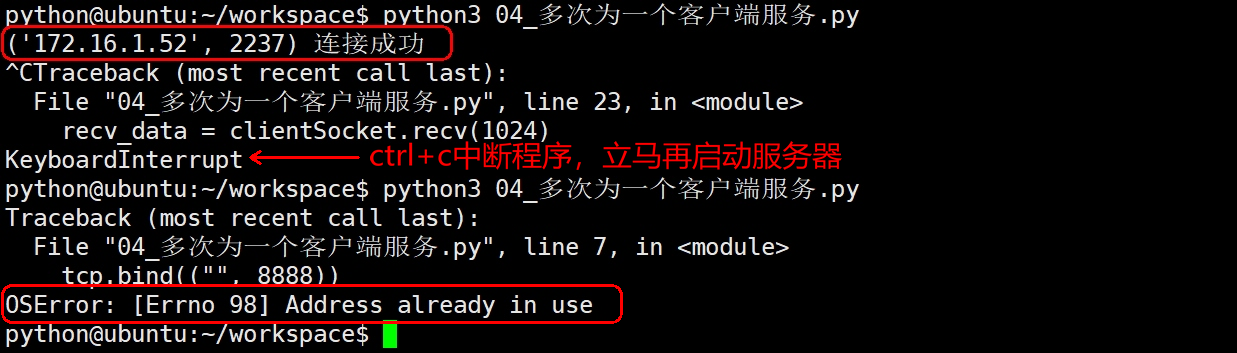 python@ubuntu:~/workspace$ python3 04_多次为一个客户端服务.py
('172.16.1.52', 2237) 连接成功
^CTraceback (most recent call last):
  File "04_多次为一个客户端服务.py", line 23, in <module>
    recv_data = clientSocket.recv(1024)
KeyboardInterrupt ctrl+c中断程序，立马再启动服务器
python@ubuntu:~/workspace$ python3 04_多次为一个客户端服务.py
Traceback (most recent call last):
  File "04_多次为一个客户端服务.py", line 7, in <module>
    tcp.bind(("", 8888))
OSError: [Errno 98] Address already in use
python@ubuntu:~/workspace$